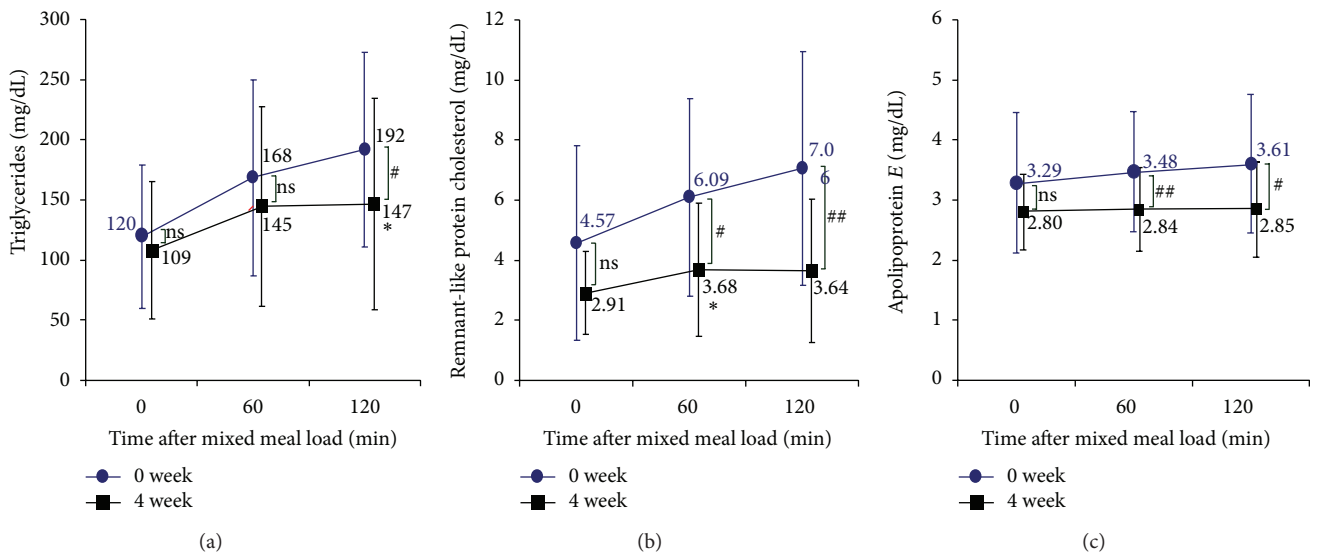 Triglycerides (mg/dL)
300
250
200
150
100
50
0
120
168
192
ns
ns
#
109
145
147
*
0
60
120
Time after mixed meal load (min)
0 week
4 week
(a)
Remnant-like protein cholesterol (mg/dL)
12
10
8
6
4
2
0
4.57
6.09
7.0
6
ns
#
##
2.91
3.68
3.64
*
0
60
120
Time after mixed meal load (min)
0 week
4 week
(b)
Apolipoprotein E (mg/dL)
6
5
4
3
2
1
0
3.29
3.48
3.61
ns
##
#
2.80
2.84
2.85
0
60
120
Time after mixed meal load (min)
0 week
4 week
(c)